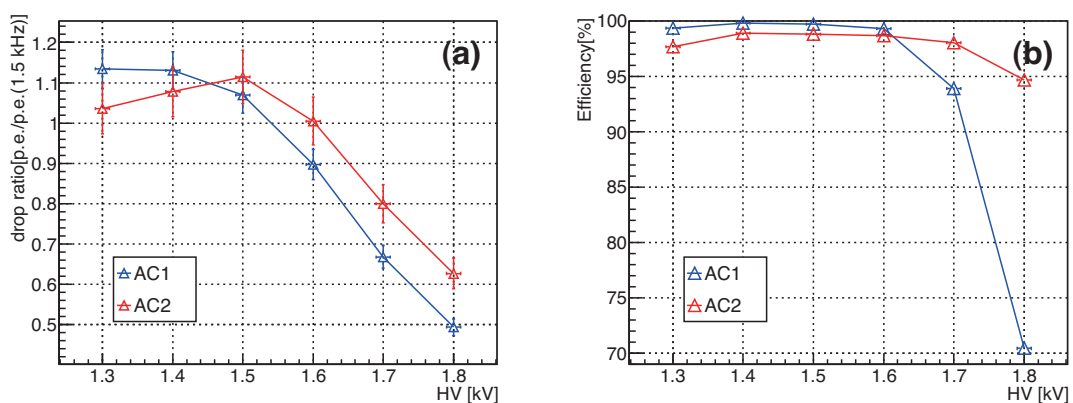 drop ratio[p.e./p.e.(1.5 kHz)]
1.2
1.1
1
0.9
0.8
0.7
0.6
0.5
(a)
AC1
AC2
1.3 1.4 1.5 1.6 1.7 1.8
HV [kV]
Efficiency[%]
100
95
90
85
80
75
70
(b)
AC1
AC2
1.3 1.4 1.5 1.6 1.7 1.8
HV [kV]